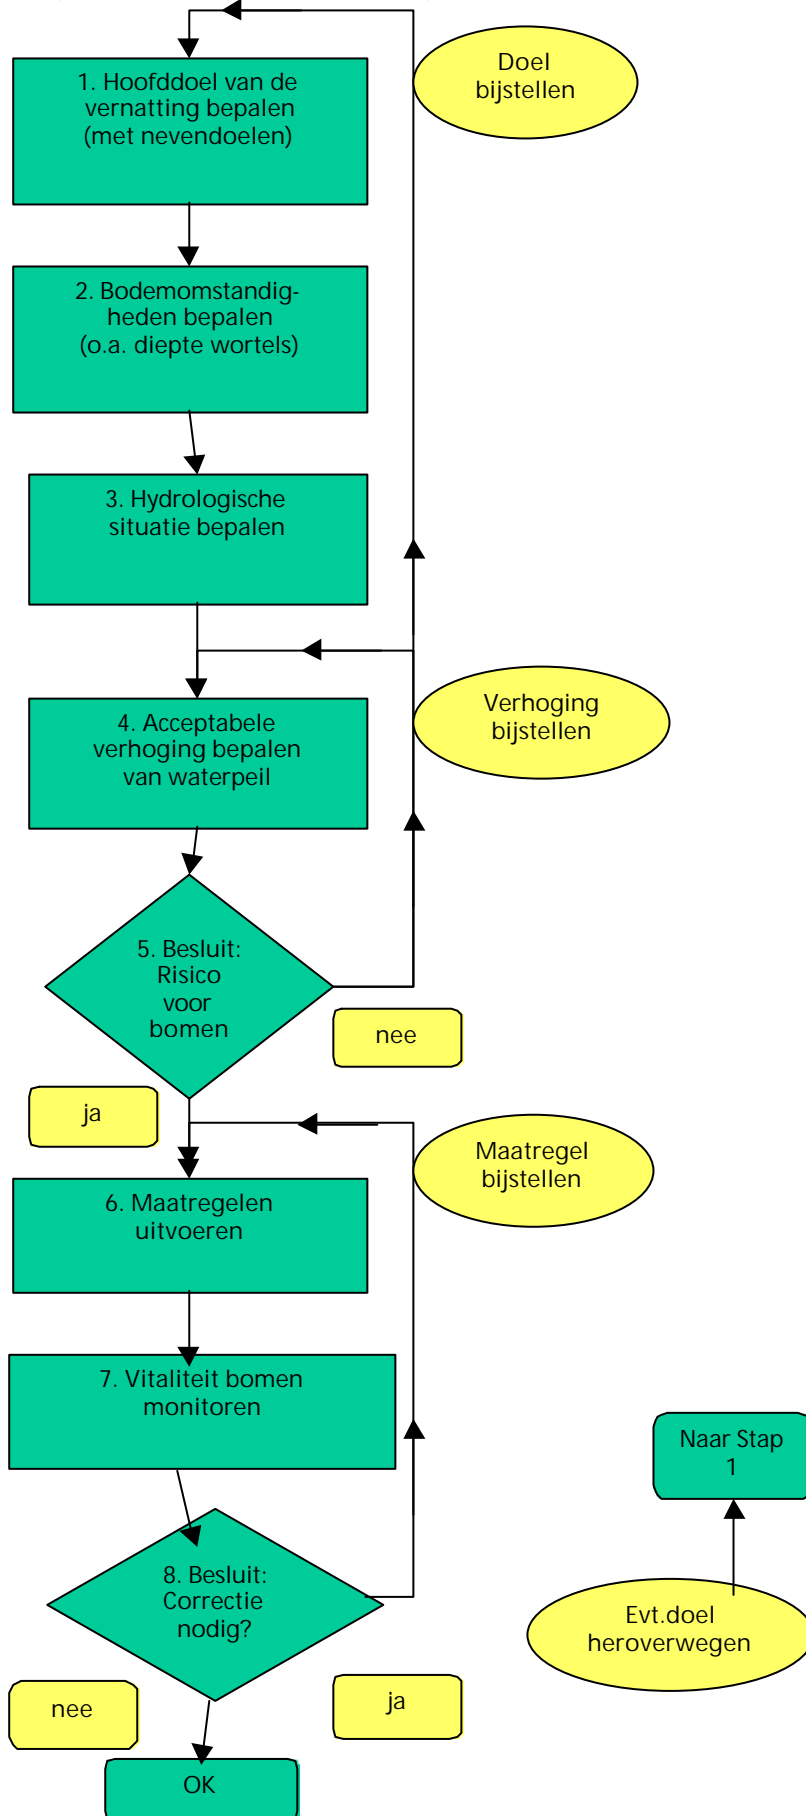 Doel
bijstellen
1. Hoofddoel van de
vernatting bepalen
(met nevendoelen)
2. Bodemomstandig-
heden bepalen
(o.a. diepte wortels)
3. Hydrologische
situatie bepalen
Verhoging
bijstellen
4. Acceptabele
verhoging bepalen
van waterpeil
5. Besluit:
Risico
voor
bomen
nee
ja
Maatregel
bijstellen
6. Maatregelen
uitvoeren
7. Vitaliteit bomen
monitoren
Naar Stap
1
8. Besluit:
Correctie
nodig?
Evt.doel
heroverwegen
nee
ja
OK